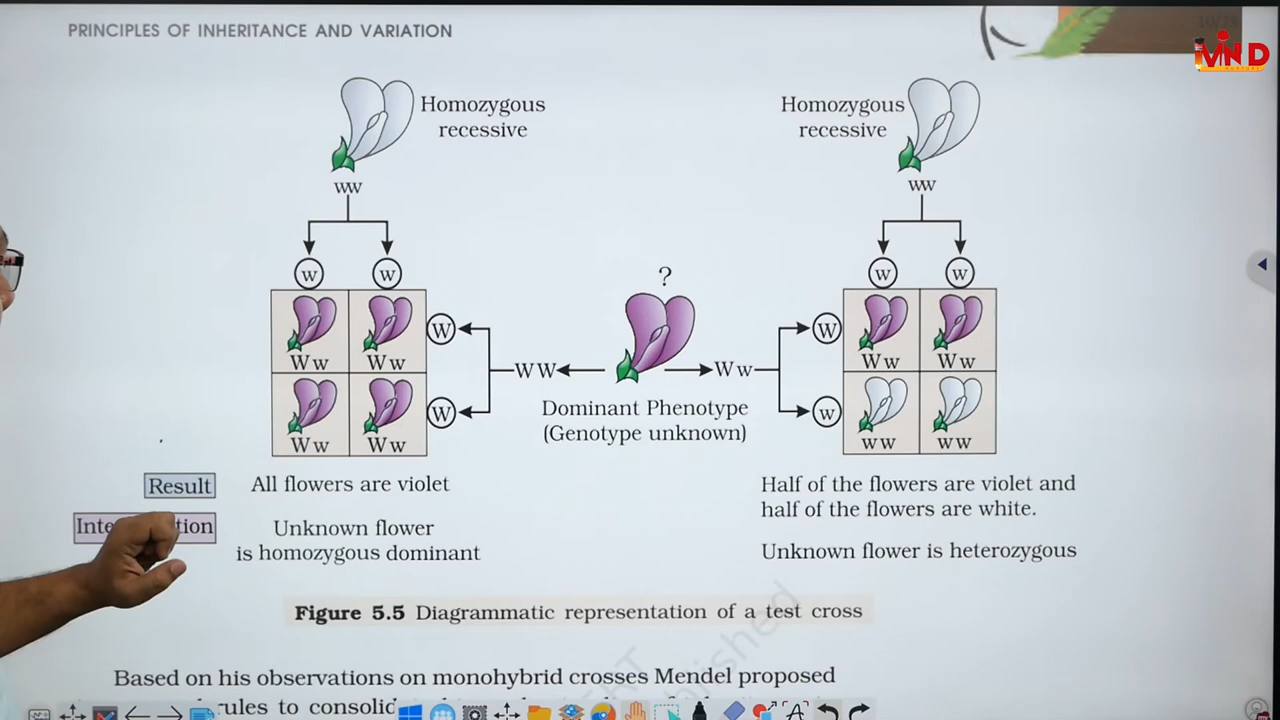 PRINCIPLES OF INHERITANCE AND VARIATION
MIND
Homozygous
recessive
ww
w w
Ww Ww
Ww Ww
W
W
WW
?
Dominant Phenotype
(Genotype unknown)
Homozygous
recessive
ww
w w
Ww
W
w
Ww Ww
ww ww
Result
All flowers are violet
Half of the flowers are violet and
half of the flowers are white.
Unknown flower
is homozygous dominant
Unknown flower is heterozygous
Figure 5.5 Diagrammatic representation of a test cross
Based on his observations on monohybrid crosses Mendel proposed
rules to